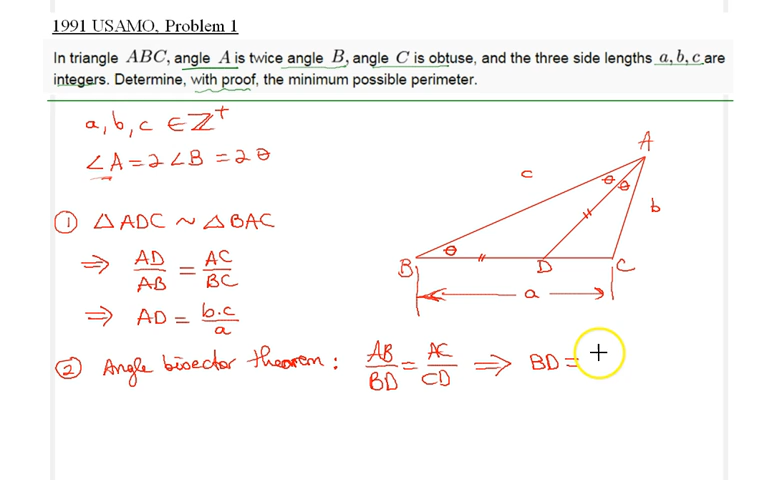 1991 USAMO, Problem 1
In triangle ABC, angle A is twice angle B, angle C is obtuse, and the three side lengths a, b, c are
integers. Determine, with proof, the minimum possible perimeter.
a, b, c ∈ Z⁺
∠A = 2∠B = 2θ
① △ADC ~ △BAC
⇒ AD/AB = AC/BC
⇒ AD = b.c/a
② Angle bisector theorem : AB/BD = AC/CD ⇒ BD =
A
c
θ
θ
b
θ
B
D
C
a